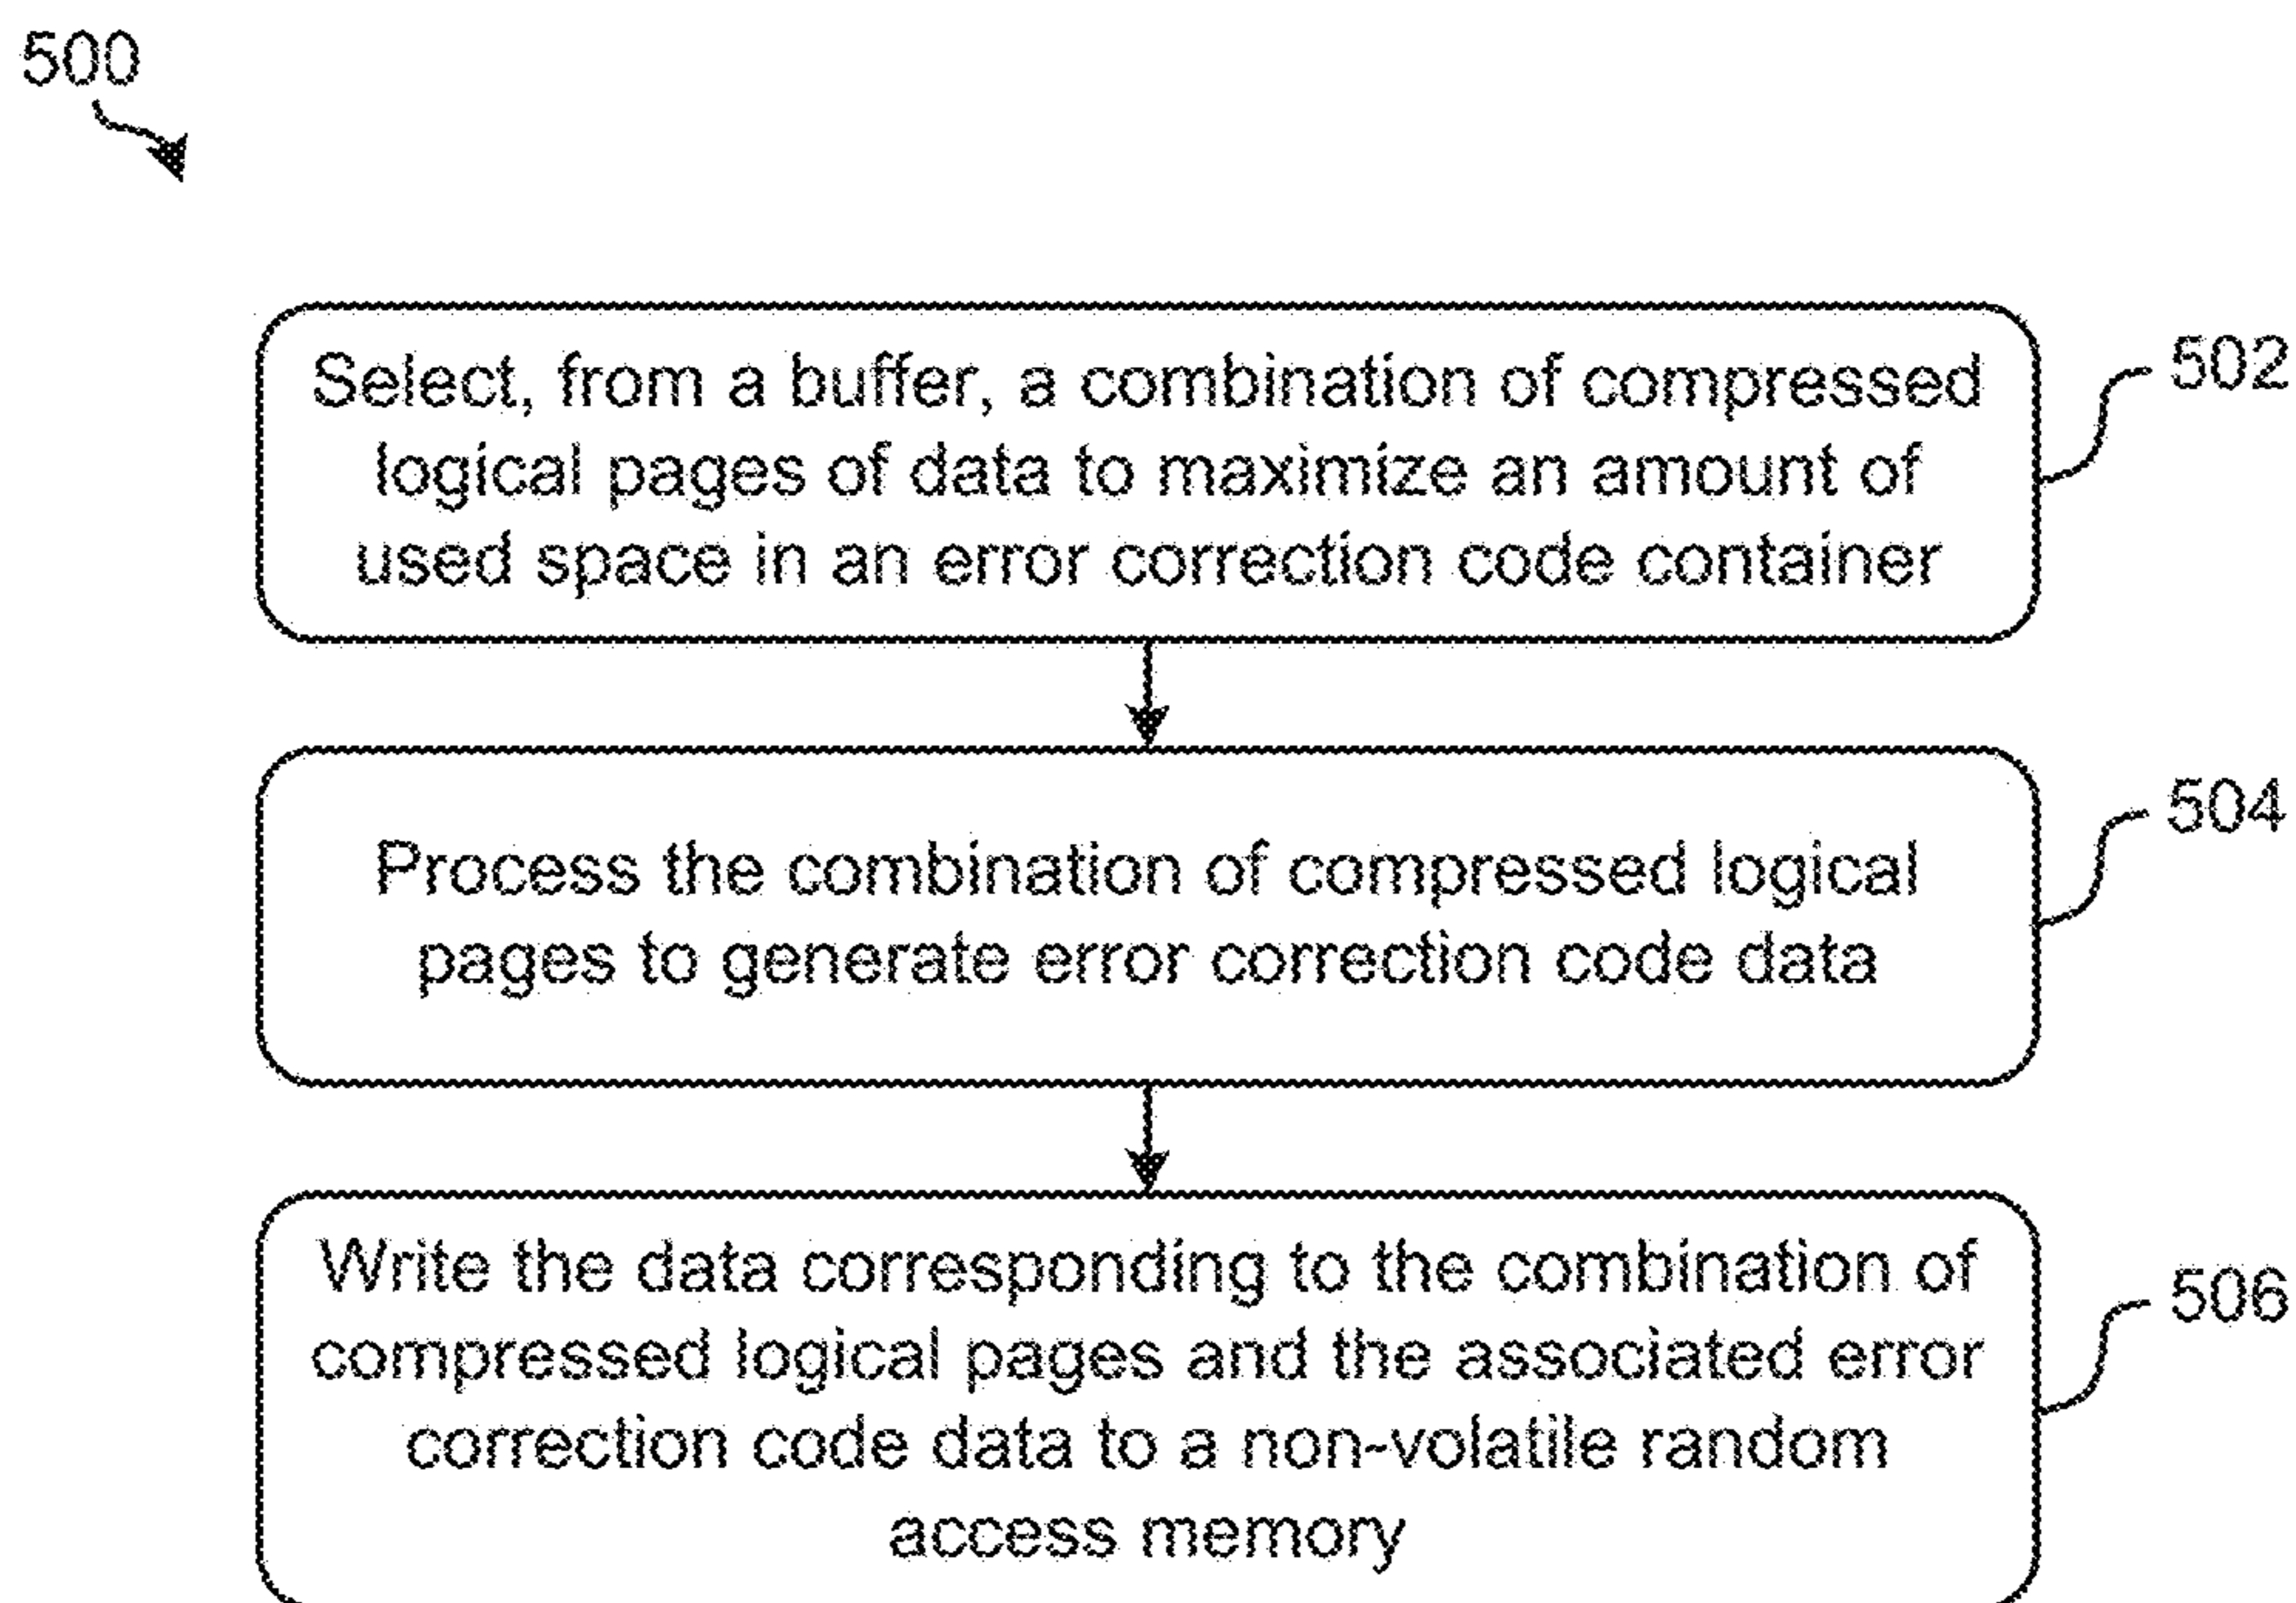 500
Select, from a buffer, a combination of compressed
logical pages of data to maximize an amount of
used space in an error correction code container
502
Process the combination of compressed logical
pages to generate error correction code data
504
Write the data corresponding to the combination of
compressed logical pages and the associated error
correction code data to a non-volatile random
access memory
506